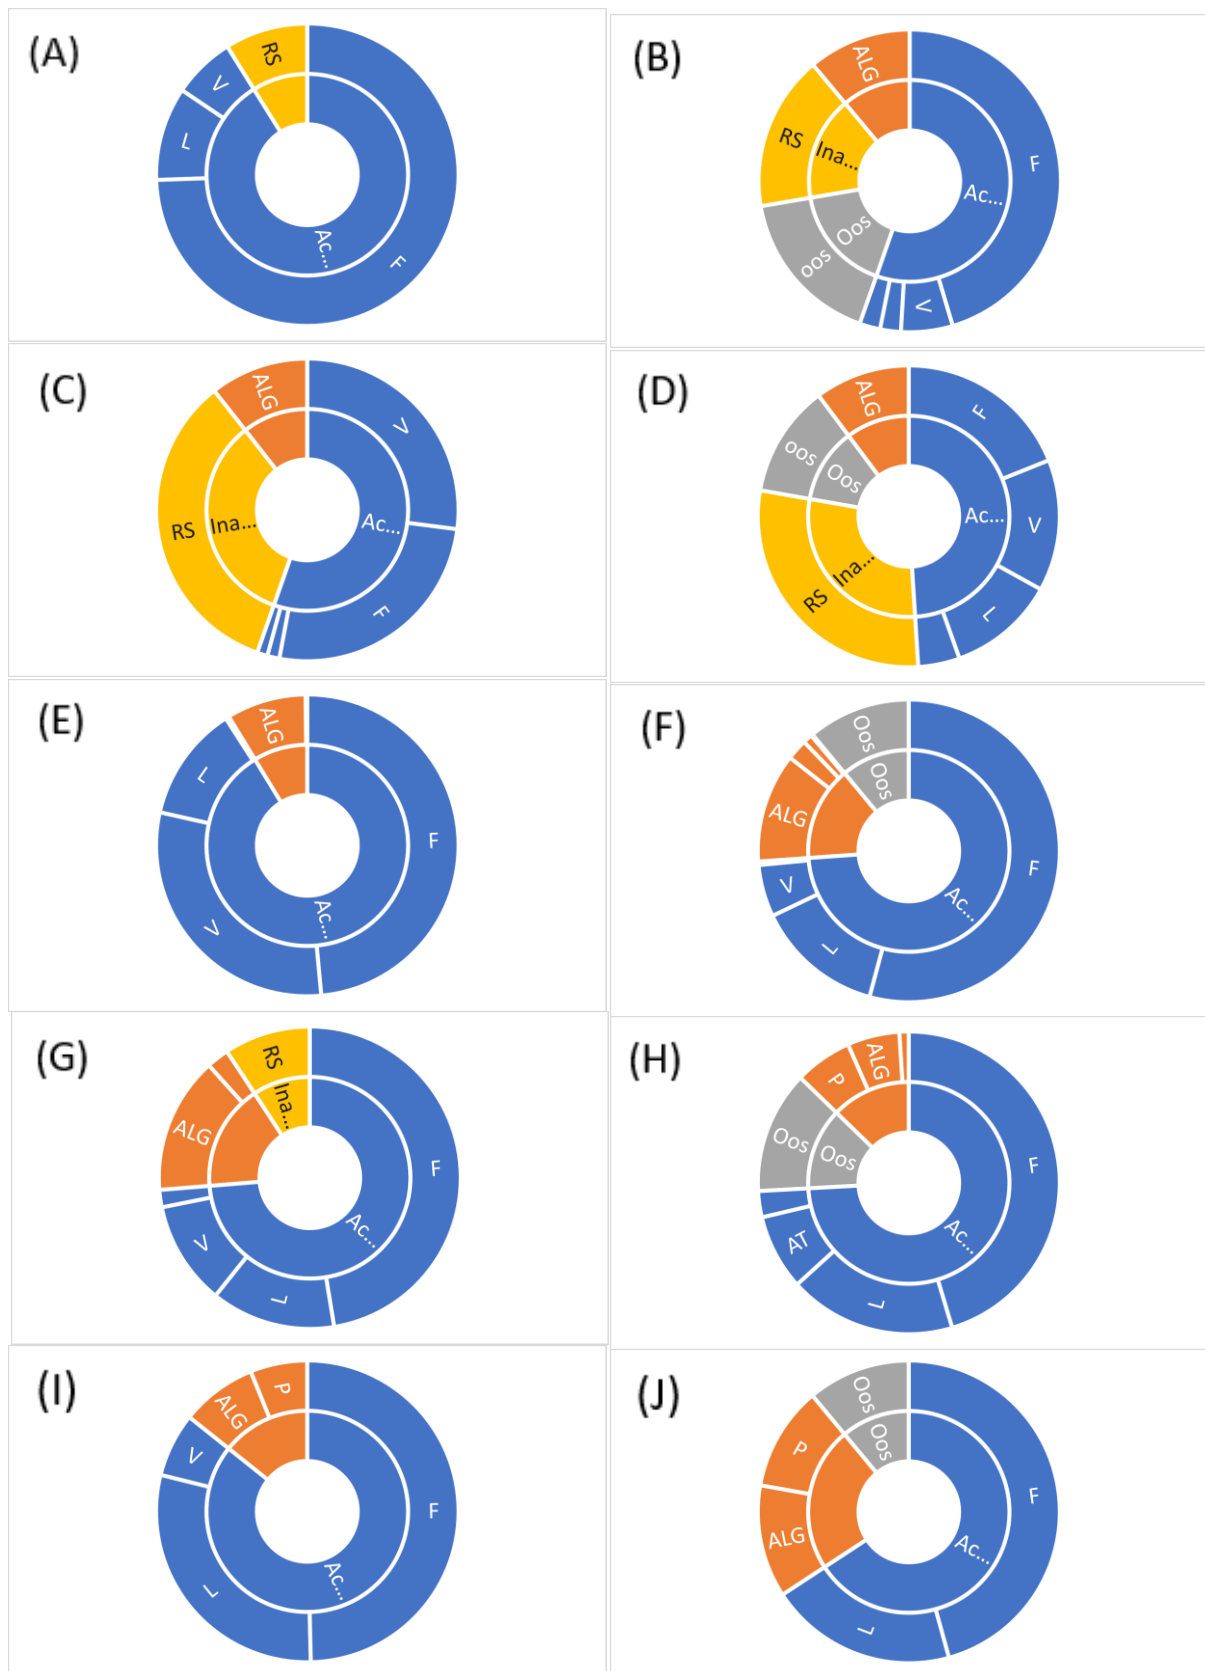 (A)
RS
V
L
Ac...
F
(B)
ALG
RS
Ina...
F
Ac...
Oos
oos
V
(C)
ALG
V
RS
Ina...
Ac...
F
(D)
ALG
F
oos
Oos
Ac...
V
Ina...
RS
L
(E)
ALG
L
F
V
Ac...
(F)
Oos
Oos
ALG
F
V
Ac...
L
(G)
RS
Ina...
ALG
F
V
Ac...
L
(H)
P
ALG
Oos
Oos
F
AT
Ac...
L
(I)
P
ALG
V
F
L
Ac...
(J)
Oos
Oos
P
F
ALG
Ac...
L